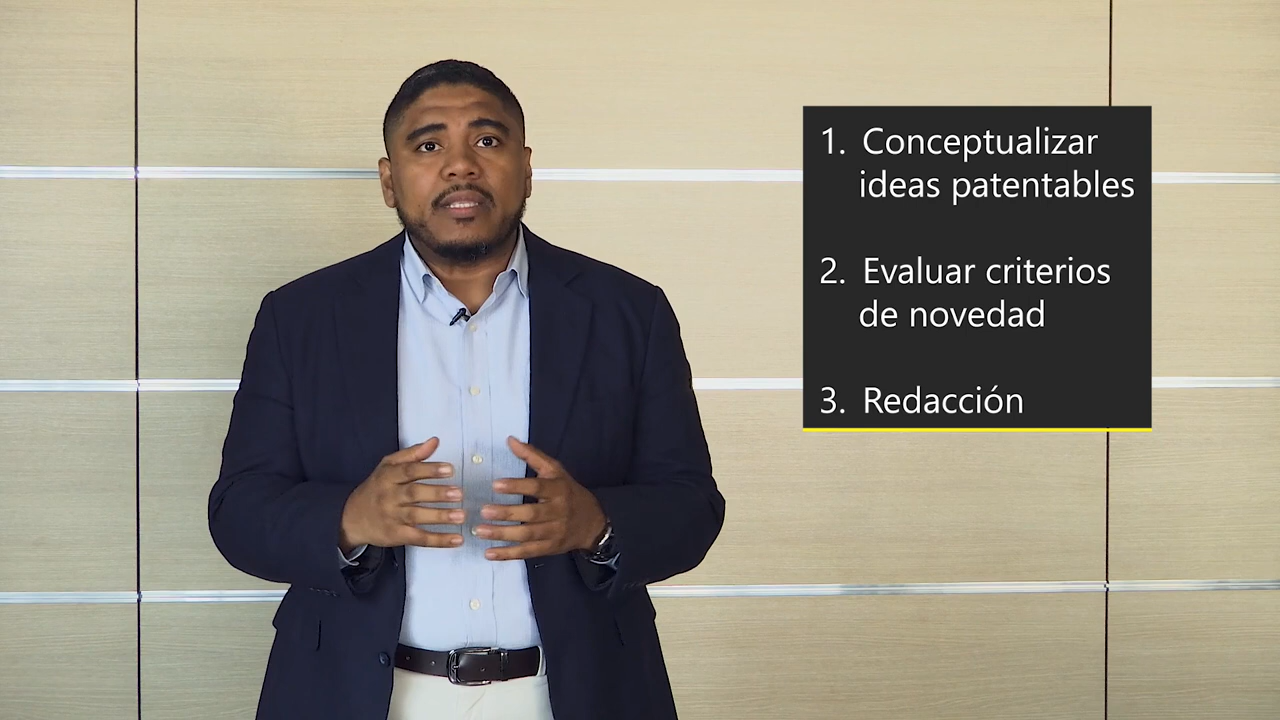 1. Conceptualizar
ideas patentables
2. Evaluar criterios
de novedad
3. Redacción